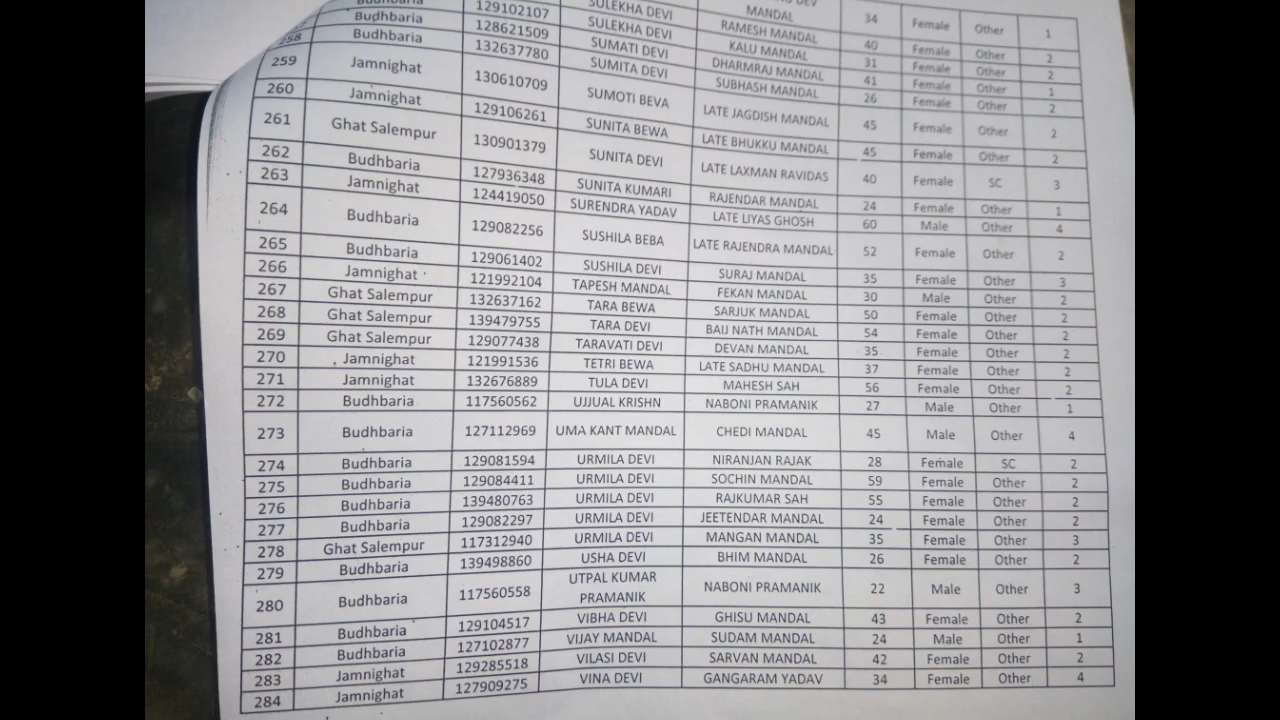 DEV
MANDAL 34 Female Other 1
SULEKHA DEVI RAMESH MANDAL 40 Female Other 2
Budhbaria 129102107 SULEKHA DEVI KALU MANDAL 31 Female Other 2
Budhbaria 128621509 SUMATI DEVI DHARMRAJ MANDAL 41 Female Other 1
258 Budhbaria 132637780 SUMITA DEVI SUBHASH MANDAL 26 Female Other 2
259 Jamnighat 130610709 SUMOTI BEVA LATE JAGDISH MANDAL 45 Female Other 2
260 Jamnighat 129106261 SUNITA BEWA LATE BHUKKU MANDAL 45 Female Other 2
261 Ghat Salempur 130901379 SUNITA DEVI LATE LAXMAN RAVIDAS 40 Female SC 3
262 Budhbaria 127936348 SUNITA KUMARI RAJENDAR MANDAL 24 Female Other 1
263 Jamnighat 124419050 SURENDRA YADAV LATE LIYAS GHOSH 60 Male Other 4
264 Budhbaria 129082256 SUSHILA BEBA LATE RAJENDRA MANDAL 52 Female Other 2
265 Budhbaria 129061402 SUSHILA DEVI SURAJ MANDAL 35 Female Other 3
266 Jamnighat 121992104 TAPESH MANDAL FEKAN MANDAL 30 Male Other 2
267 Ghat Salempur 132637162 TARA BEWA SARJUK MANDAL 50 Female Other 2
268 Ghat Salempur 139479755 TARA DEVI BAIJ NATH MANDAL 54 Female Other 2
269 Ghat Salempur 129077438 TARAVATI DEVI DEVAN MANDAL 35 Female Other 2
270 Jamnighat 121991536 TETRI BEWA LATE SADHU MANDAL 37 Female Other 2
271 Jamnighat 132676889 TULA DEVI MAHESH SAH 56 Female Other 2
272 Budhbaria 117560562 UJJUAL KRISHN NABONI PRAMANIK 27 Male Other 1
273 Budhbaria 127112969 UMA KANT MANDAL CHEDI MANDAL 45 Male Other 4
274 Budhbaria 129081594 URMILA DEVI NIRANJAN RAJAK 28 Female SC 2
275 Budhbaria 129084411 URMILA DEVI SOCHIN MANDAL 59 Female Other 2
276 Budhbaria 139480763 URMILA DEVI RAJKUMAR SAH 55 Female Other 2
277 Budhbaria 129082297 URMILA DEVI JEETENDAR MANDAL 24 Female Other 2
278 Ghat Salempur 117312940 URMILA DEVI MANGAN MANDAL 35 Female Other 3
279 Budhbaria 139498860 USHA DEVI BHIM MANDAL 26 Female Other 2
280 Budhbaria 117560558 UTPAL KUMAR PRAMANIK NABONI PRAMANIK 22 Male Other 3
281 Budhbaria 129104517 VIBHA DEVI GHISU MANDAL 43 Female Other 2
282 Budhbaria 127102877 VIJAY MANDAL SUDAM MANDAL 24 Male Other 1
283 Jamnighat 129285518 VILASI DEVI SARVAN MANDAL 42 Female Other 2
284 Jamnighat 127909275 VINA DEVI GANGARAM YADAV 34 Female Other 4